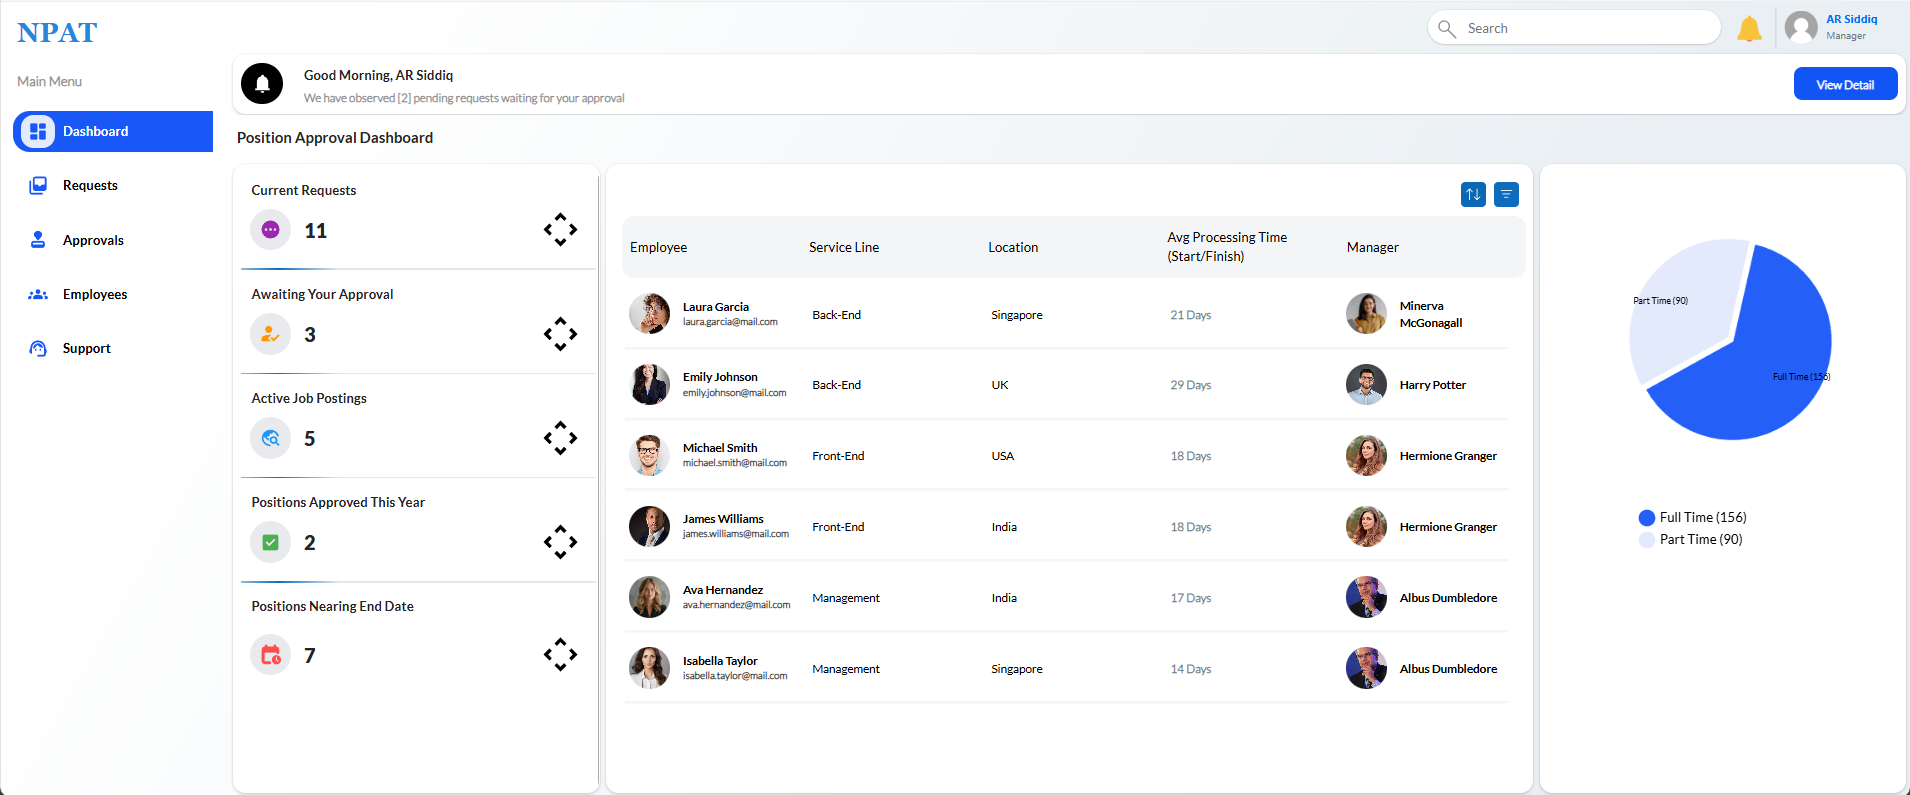 NPAT
Search
AR Siddiq
Manager
Main Menu
Dashboard
Requests
Approvals
Employees
Support
Good Morning, AR Siddiq
We have observed [2] pending requests waiting for your approval
View Detail
Position Approval Dashboard
Current Requests
11
Awaiting Your Approval
3
Active Job Postings
5
Positions Approved This Year
2
Positions Nearing End Date
7
Employee Service Line Location Avg Processing Time Manager
(Start/Finish)
Laura Garcia
laura.garcia@mail.com
Back-End
Singapore
21 Days
Minerva
McGonagall
Emily Johnson
emily.johnson@mail.com
Back-End
UK
29 Days
Harry Potter
Michael Smith
michael.smith@mail.com
Front-End
USA
18 Days
Hermione Granger
James Williams
james.williams@mail.com
Front-End
India
18 Days
Hermione Granger
Ava Hernandez
ava.hernandez@mail.com
Management
India
17 Days
Albus Dumbledore
Isabella Taylor
isabella.taylor@mail.com
Management
Singapore
14 Days
Albus Dumbledore
Part Time (90)
Full Time (156)
Full Time (156)
Part Time (90)